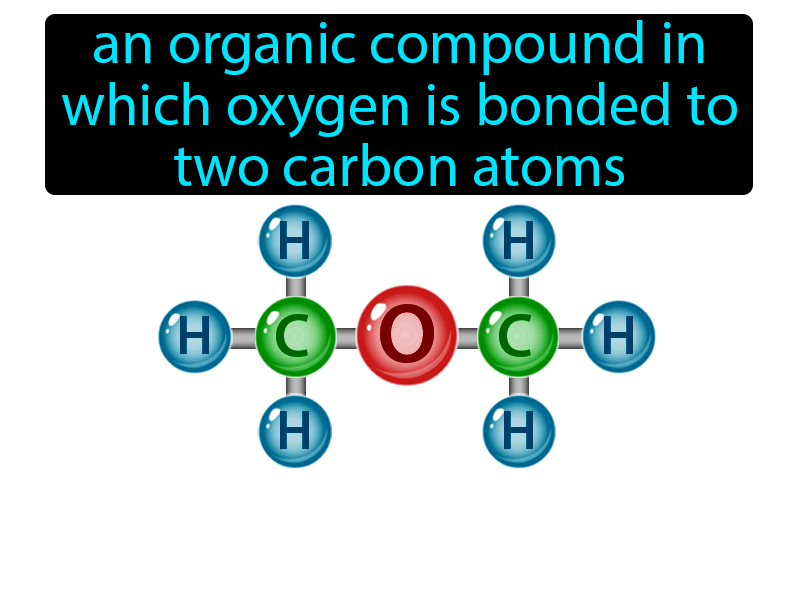 an organic compound in
which oxygen is bonded to
two carbon atoms
H H
H C O C H
H H